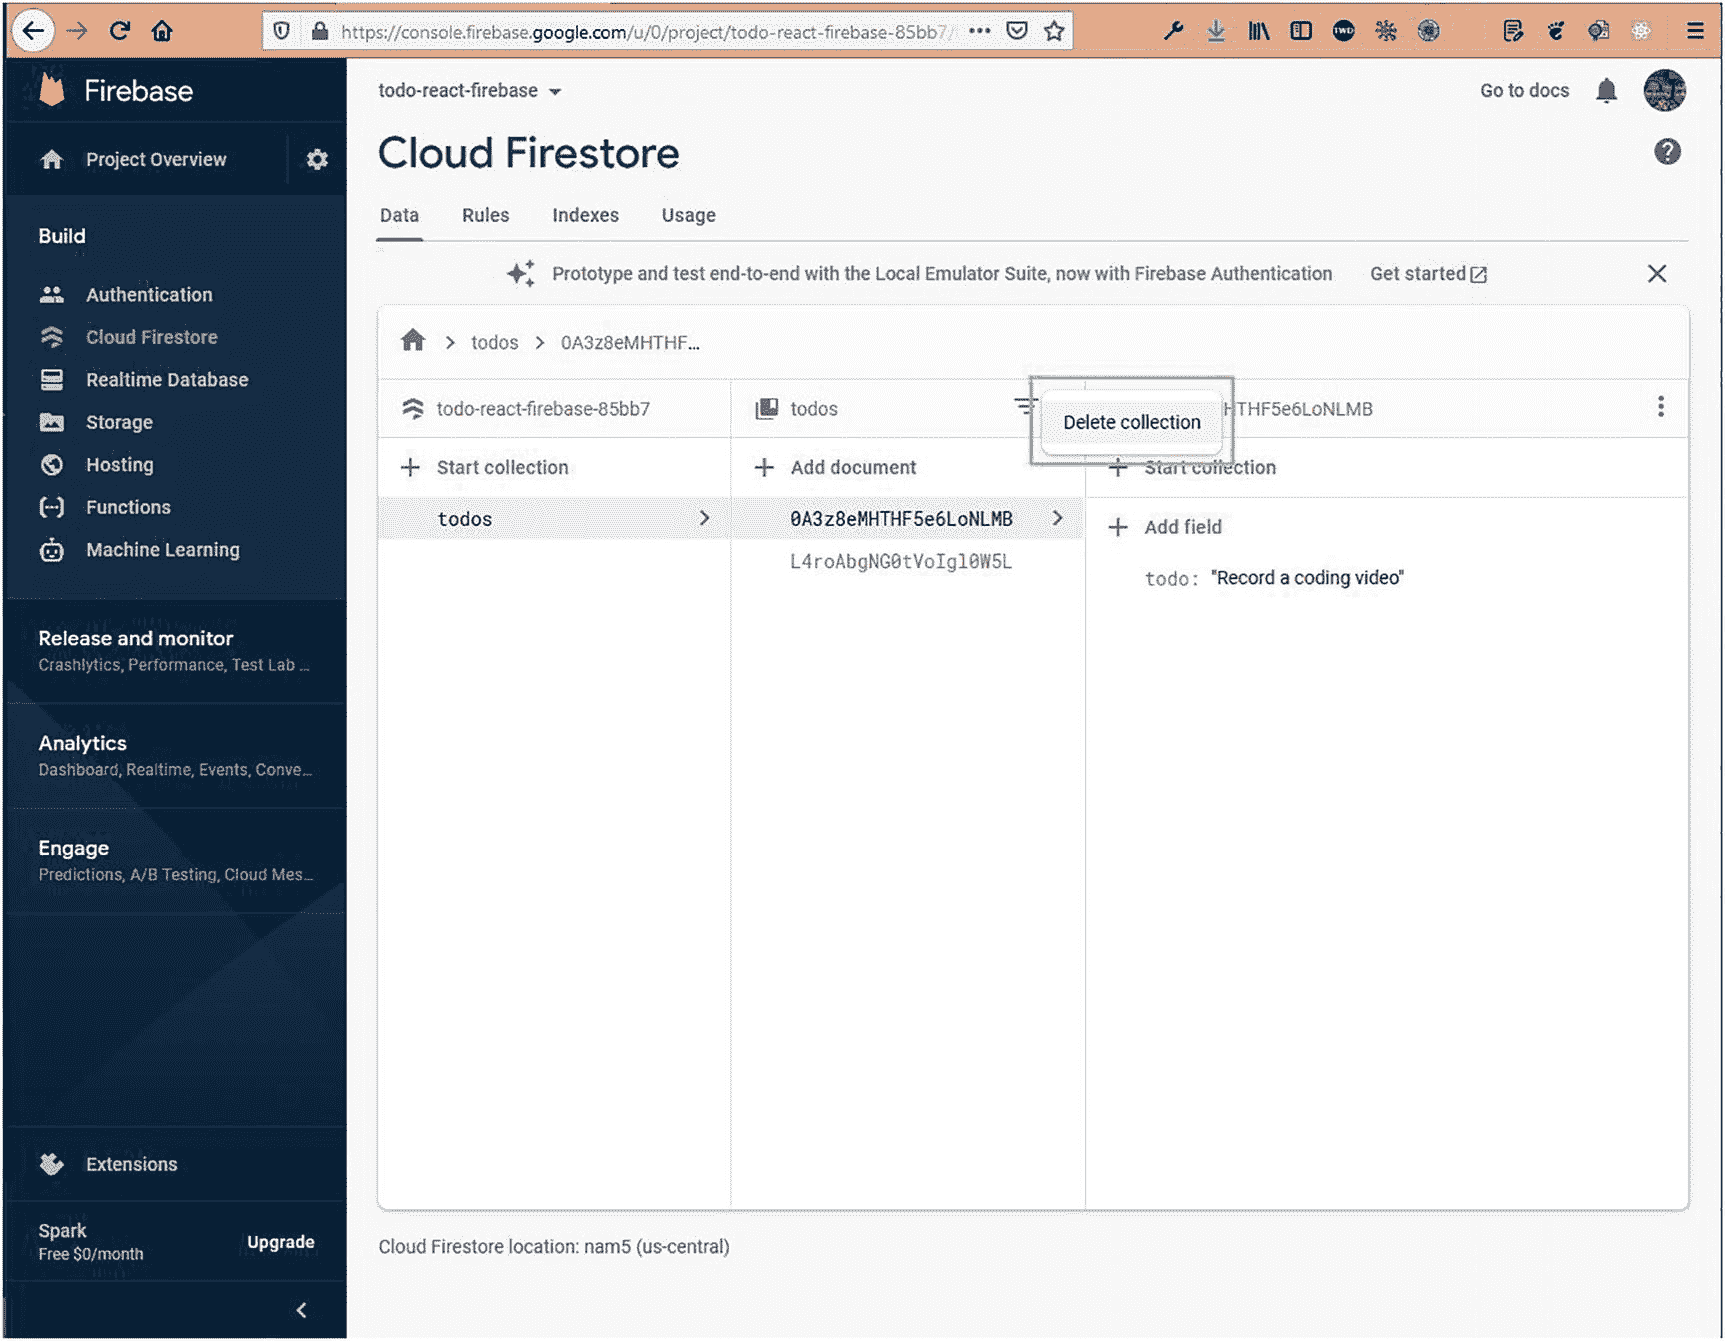 https://console.firebase.google.com/u/0/project/todo-react-firebase-85bb7/
TWD
Firebase
Project Overview
Build
Authentication
Cloud Firestore
Realtime Database
Storage
Hosting
Functions
Machine Learning
Release and monitor
Crashlytics, Performance, Test Lab ...
Analytics
Dashboard, Realtime, Events, Conve...
Engage
Predictions, A/B Testing, Cloud Mes...
Extensions
Spark
Free $0/month
Upgrade
todo-react-firebase
Go to docs
Cloud Firestore
Data Rules Indexes Usage
Prototype and test end-to-end with the Local Emulator Suite, now with Firebase Authentication Get started
todos > 0A3z8eMHTHF...
todo-react-firebase-85bb7
Start collection
todos
todos
Add document
0A3z8eMHTHF5e6LoNLMB
L4roAbgNG0tVoIgl0W5L
Delete collection
HTHF5e6LoNLMB
Start collection
Add field
todo: "Record a coding video"
Cloud Firestore location: nam5 (us-central)